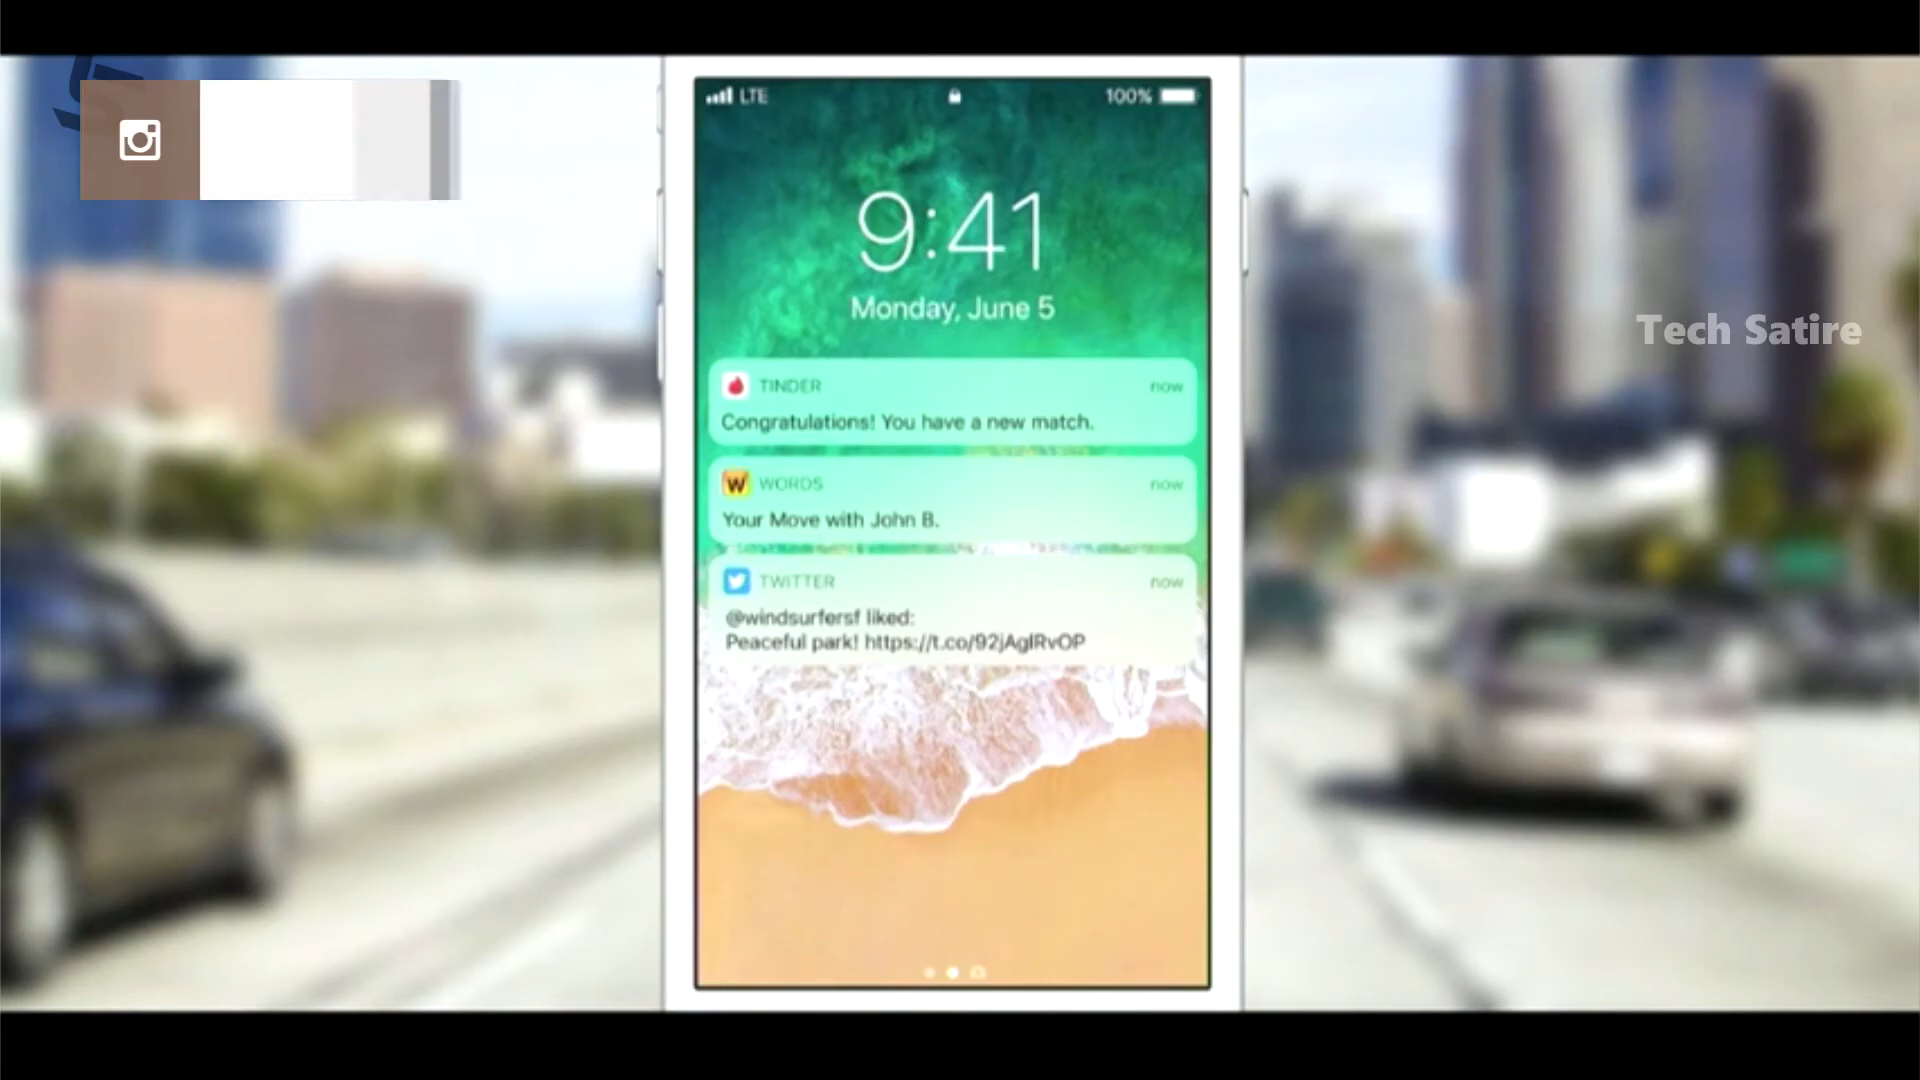 LTE
100%
9:41
Monday, June 5
TINDER now
Congratulations! You have a new match.
WORDS now
Your Move with John B.
TWITTER now
@windsurfersf liked:
Peaceful park! https://t.co/92jAglRvOP
Tech Satire